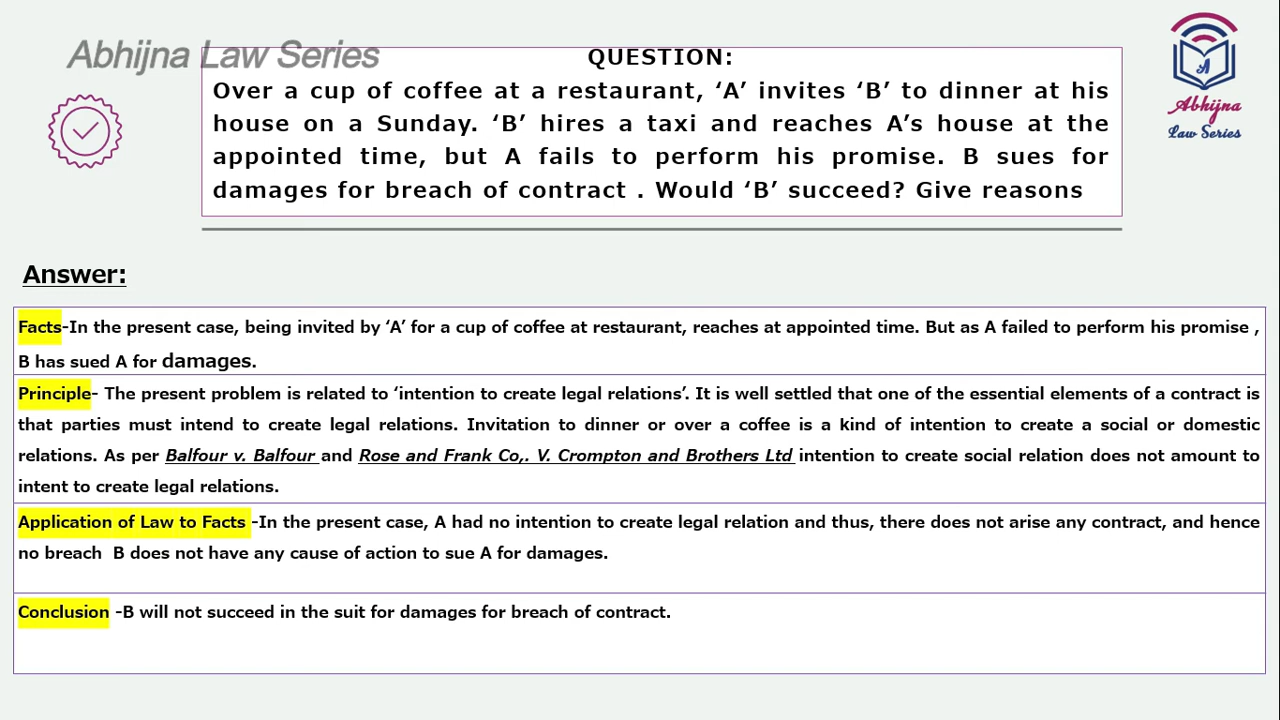 Abhijna Law Series
QUESTION:
Over a cup of coffee at a restaurant, ‘A’ invites ‘B’ to dinner at his
house on a Sunday. ‘B’ hires a taxi and reaches A’s house at the
appointed time, but A fails to perform his promise. B sues for
damages for breach of contract . Would ‘B’ succeed? Give reasons
A
Abhijna
Law Series
Answer:
Facts-In the present case, being invited by ‘A’ for a cup of coffee at restaurant, reaches at appointed time. But as A failed to perform his promise ,
B has sued A for damages.
Principle- The present problem is related to ‘intention to create legal relations’. It is well settled that one of the essential elements of a contract is
that parties must intend to create legal relations. Invitation to dinner or over a coffee is a kind of intention to create a social or domestic
relations. As per Balfour v. Balfour and Rose and Frank Co,. V. Crompton and Brothers Ltd intention to create social relation does not amount to
intent to create legal relations.
Application of Law to Facts -In the present case, A had no intention to create legal relation and thus, there does not arise any contract, and hence
no breach B does not have any cause of action to sue A for damages.
Conclusion -B will not succeed in the suit for damages for breach of contract.